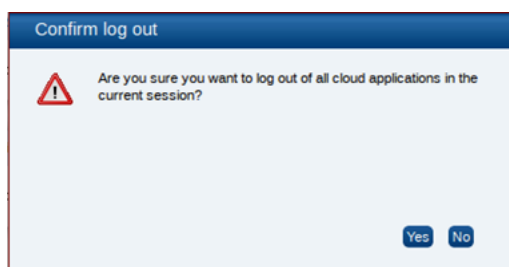 Confirm log out
Are you sure you want to log out of all cloud applications in the
current session?
Yes No